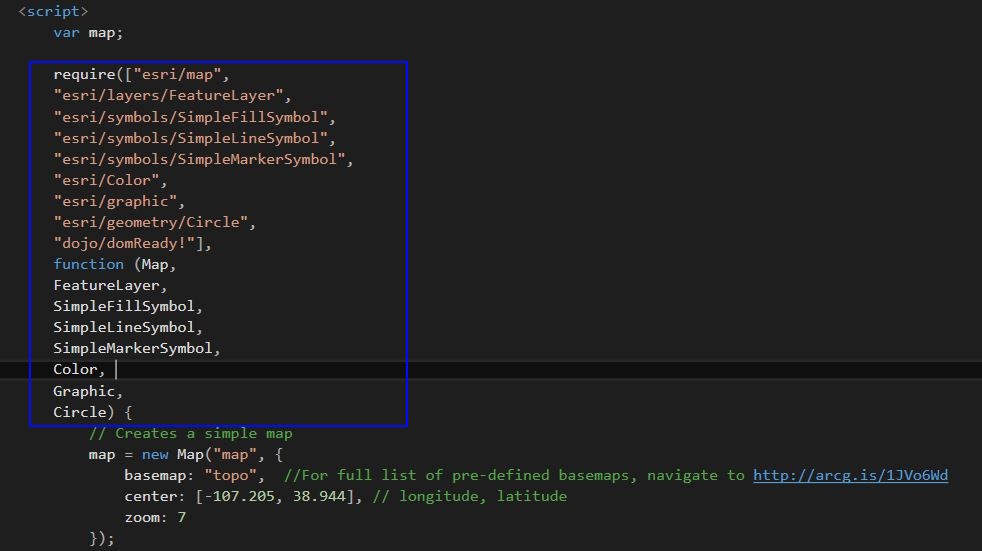 <script>
var map;
require(["esri/map",
"esri/layers/FeatureLayer",
"esri/symbols/SimpleFillSymbol",
"esri/symbols/SimpleLineSymbol",
"esri/symbols/SimpleMarkerSymbol",
"esri/Color",
"esri/graphic",
"esri/geometry/Circle",
"dojo/domReady!"],
function (Map,
FeatureLayer,
SimpleFillSymbol,
SimpleLineSymbol,
SimpleMarkerSymbol,
Color,
Graphic,
Circle) {
// Creates a simple map
map = new Map("map", {
basemap: "topo",  //For full list of pre-defined basemaps, navigate to http://arcg.is/1JVo6Wd
center: [-107.205, 38.944], // longitude, latitude
zoom: 7
});